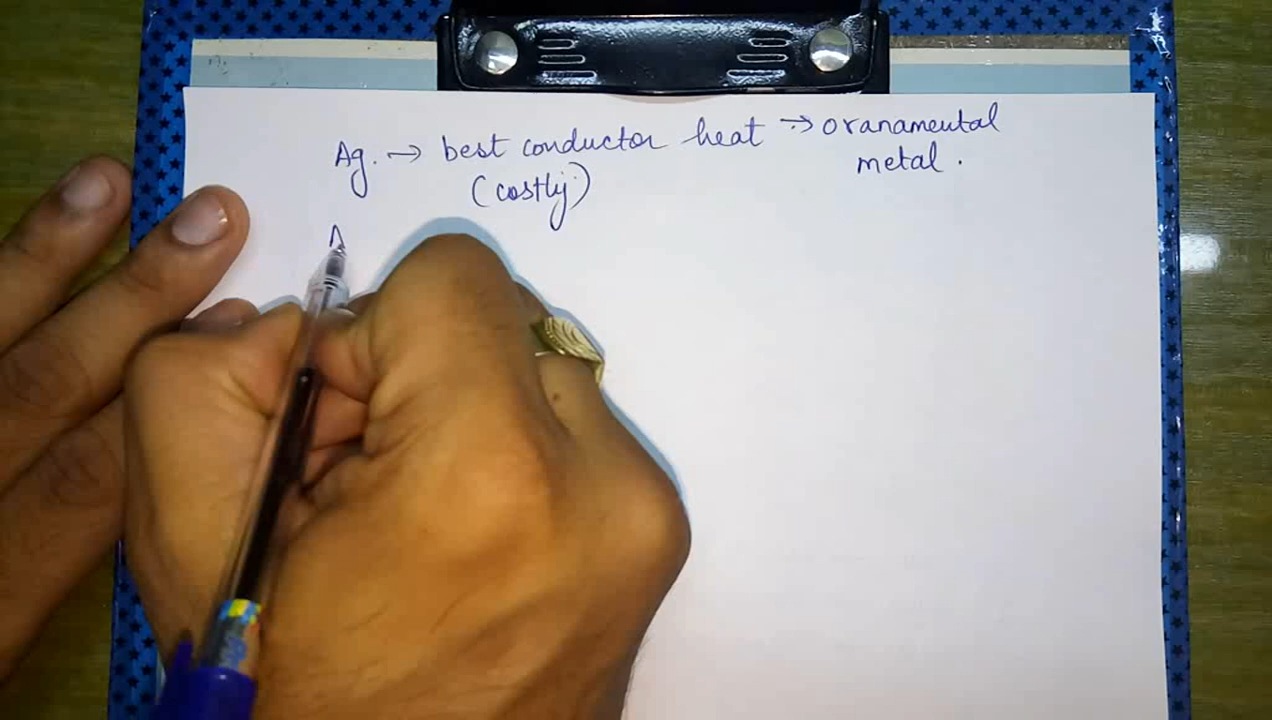 Ag. → best conductor heat → oranamental
(costly) metal.
A